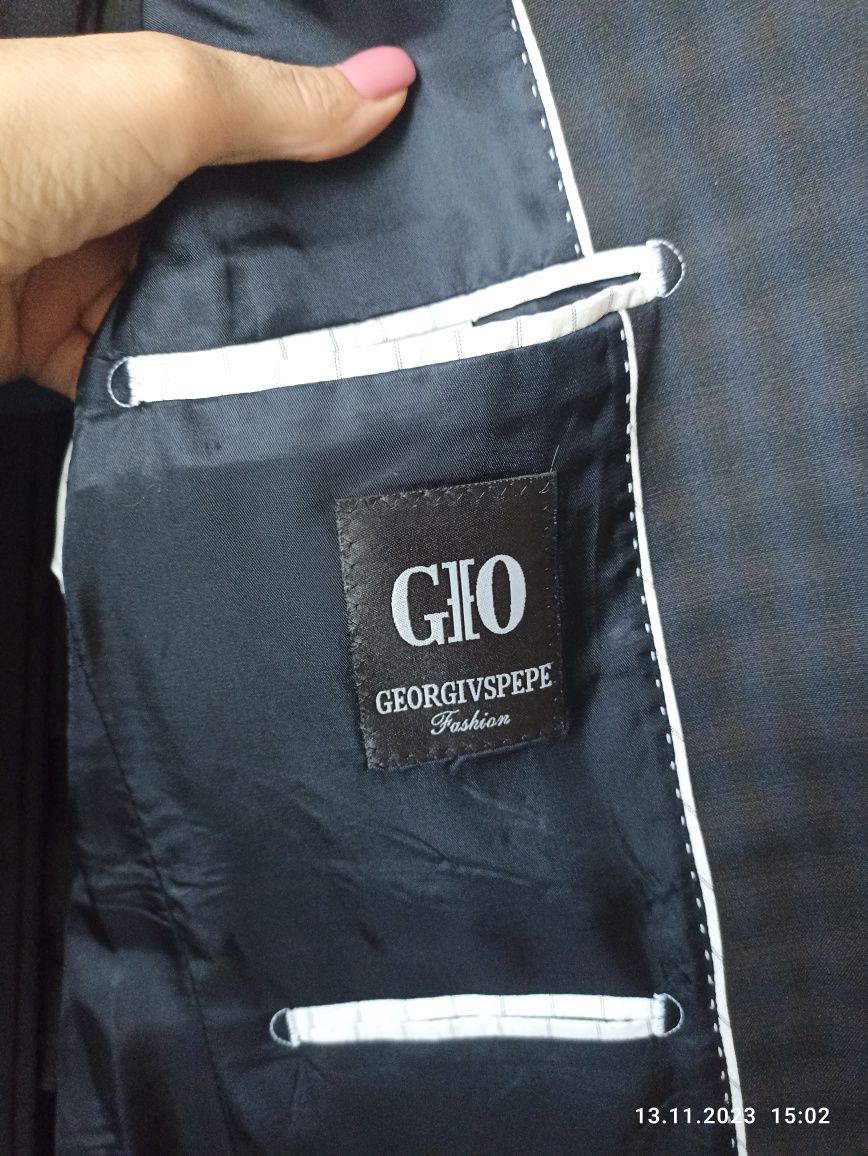 GEO
GEORGIVSPEPE
Fashion
13.11.2023 15:02